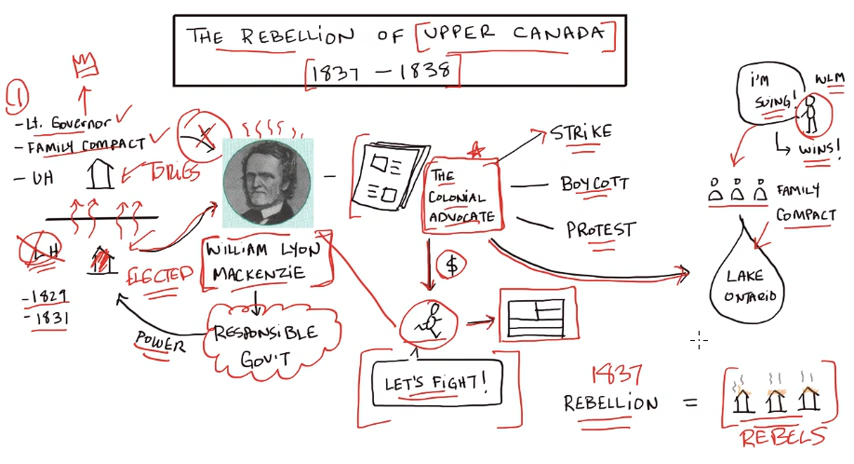 THE REBELLION OF [UPPER CANADA]
[1837 - 1838]
1
- Lt. Governor
- FAMILY COMPACT
- UH
TORIES
LH
- 1829
- 1831
ELECTED
POWER
WILLIAM LYON
MACKENZIE
RESPONSIBLE
GOV'T
THE
COLONIAL
ADVOCATE
STRIKE
BOYCOTT
PROTEST
$
LET'S FIGHT!
i'M
SUING!
WLM
WINS!
FAMILY
COMPACT
LAKE
ONTARIO
1837
REBELLION = 
REBELS